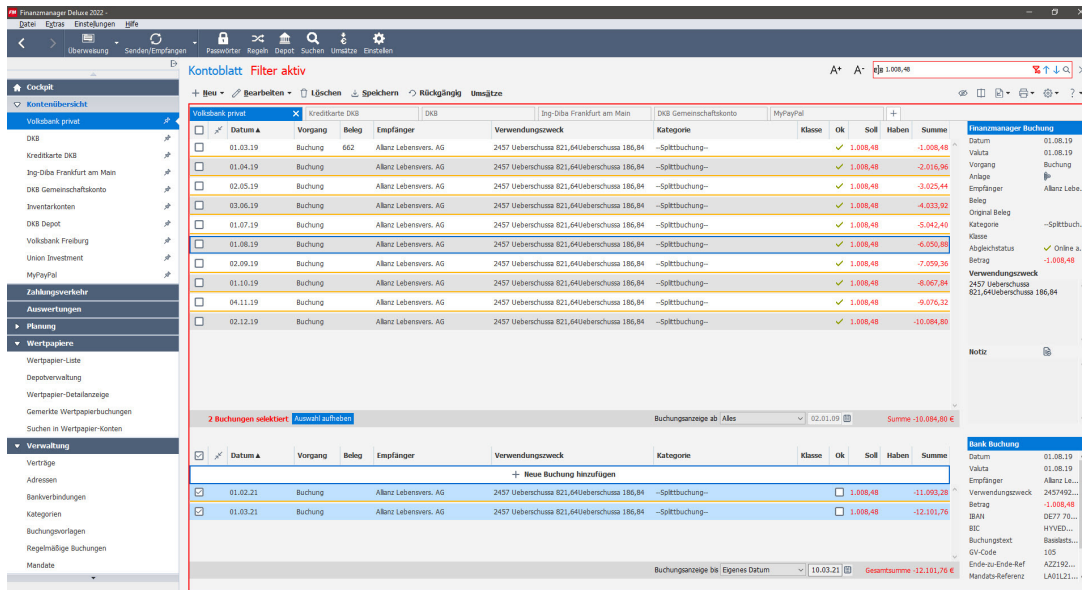 FM Finanzmanager Deluxe 2022 -
Datei Extras Einstellungen Hilfe
Überweisung Senden/Empfangen Passwörter Regeln Depot Suchen Umsätze Einstellen
Kontoblatt Filter aktiv A+ A- 1.008,48
Neu Bearbeiten Löschen Speichern Rückgängig Umsätze
Cockpit
Kontenübersicht
Volksbank privat
DKB
Kreditkarte DKB
Ing-Diba Frankfurt am Main
DKB Gemeinschaftskonto
Inventarkonten
DKB Depot
Volksbank Freiburg
Union Investment
MyPayPal
Zahlungsverkehr
Auswertungen
Planung
Wertpapiere
Wertpapier-Liste
Depotverwaltung
Wertpapier-Detailanzeige
Gemerkte Wertpapierbuchungen
Suchen in Wertpapier-Konten
Verwaltung
Verträge
Adressen
Bankverbindungen
Kategorien
Buchungsvorlagen
Regelmäßige Buchungen
Mandate
Volksbank privat X Kreditkarte DKB DKB Ing-Diba Frankfurt am Main DKB Gemeinschaftskonto MyPayPal +
Datum Vorgang Beleg Empfänger Verwendungszweck Kategorie Klasse Ok Soll Haben Summe
01.03.19 Buchung 662 Allianz Lebensvers. AG 2457 Ueberschussa 821,64Ueberschussa 186,84 --Splittbuchung-- 1.008,48 -1.008,48
01.04.19 Buchung Allianz Lebensvers. AG 2457 Ueberschussa 821,64Ueberschussa 186,84 --Splittbuchung-- 1.008,48 -2.016,96
02.05.19 Buchung Allianz Lebensvers. AG 2457 Ueberschussa 821,64Ueberschussa 186,84 --Splittbuchung-- 1.008,48 -3.025,44
03.06.19 Buchung Allianz Lebensvers. AG 2457 Ueberschussa 821,64Ueberschussa 186,84 --Splittbuchung-- 1.008,48 -4.033,92
01.07.19 Buchung Allianz Lebensvers. AG 2457 Ueberschussa 821,64Ueberschussa 186,84 --Splittbuchung-- 1.008,48 -5.042,40
01.08.19 Buchung Allianz Lebensvers. AG 2457 Ueberschussa 821,64Ueberschussa 186,84 --Splittbuchung-- 1.008,48 -6.050,88
02.09.19 Buchung Allianz Lebensvers. AG 2457 Ueberschussa 821,64Ueberschussa 186,84 --Splittbuchung-- 1.008,48 -7.059,36
01.10.19 Buchung Allianz Lebensvers. AG 2457 Ueberschussa 821,64Ueberschussa 186,84 --Splittbuchung-- 1.008,48 -8.067,84
04.11.19 Buchung Allianz Lebensvers. AG 2457 Ueberschussa 821,64Ueberschussa 186,84 --Splittbuchung-- 1.008,48 -9.076,32
02.12.19 Buchung Allianz Lebensvers. AG 2457 Ueberschussa 821,64Ueberschussa 186,84 --Splittbuchung-- 1.008,48 -10.084,80
2 Buchungen selektiert Auswahl aufheben Buchungsanzeige ab Alles 02.01.09 Summe -10.084,80 €
Datum Vorgang Beleg Empfänger Verwendungszweck Kategorie Klasse Ok Soll Haben Summe
+ Neue Buchung hinzufügen
01.02.21 Buchung Allianz Lebensvers. AG 2457 Ueberschussa 821,64Ueberschussa 186,84 --Splittbuchung-- 1.008,48 -11.093,28
01.03.21 Buchung Allianz Lebensvers. AG 2457 Ueberschussa 821,64Ueberschussa 186,84 --Splittbuchung-- 1.008,48 -12.101,76
Buchungsanzeige bis Eigenes Datum 10.03.21 Gesamtsumme -12.101,76 €
Finanzmanager Buchung
Datum 01.08.19
Valuta 01.08.19
Vorgang Buchung
Anlage
Empfänger Allianz Lebe...
Beleg
Original Beleg
Kategorie --Splittbuch...
Klasse
Abgleichstatus Online a...
Betrag -1.008,48
Verwendungszweck
2457 Ueberschussa
821,64Ueberschussa 186,84
Notiz
Bank Buchung
Datum 01.08.19
Valuta 01.08.19
Empfänger Allianz Le...
Verwendungszweck 2457492...
Betrag -1.008,48
IBAN DE77 70...
BIC HYVED...
Buchungstext Basislasts...
GV-Code 105
Ende-zu-Ende-Ref AZZ192...
Mandats-Referenz LA01L21...